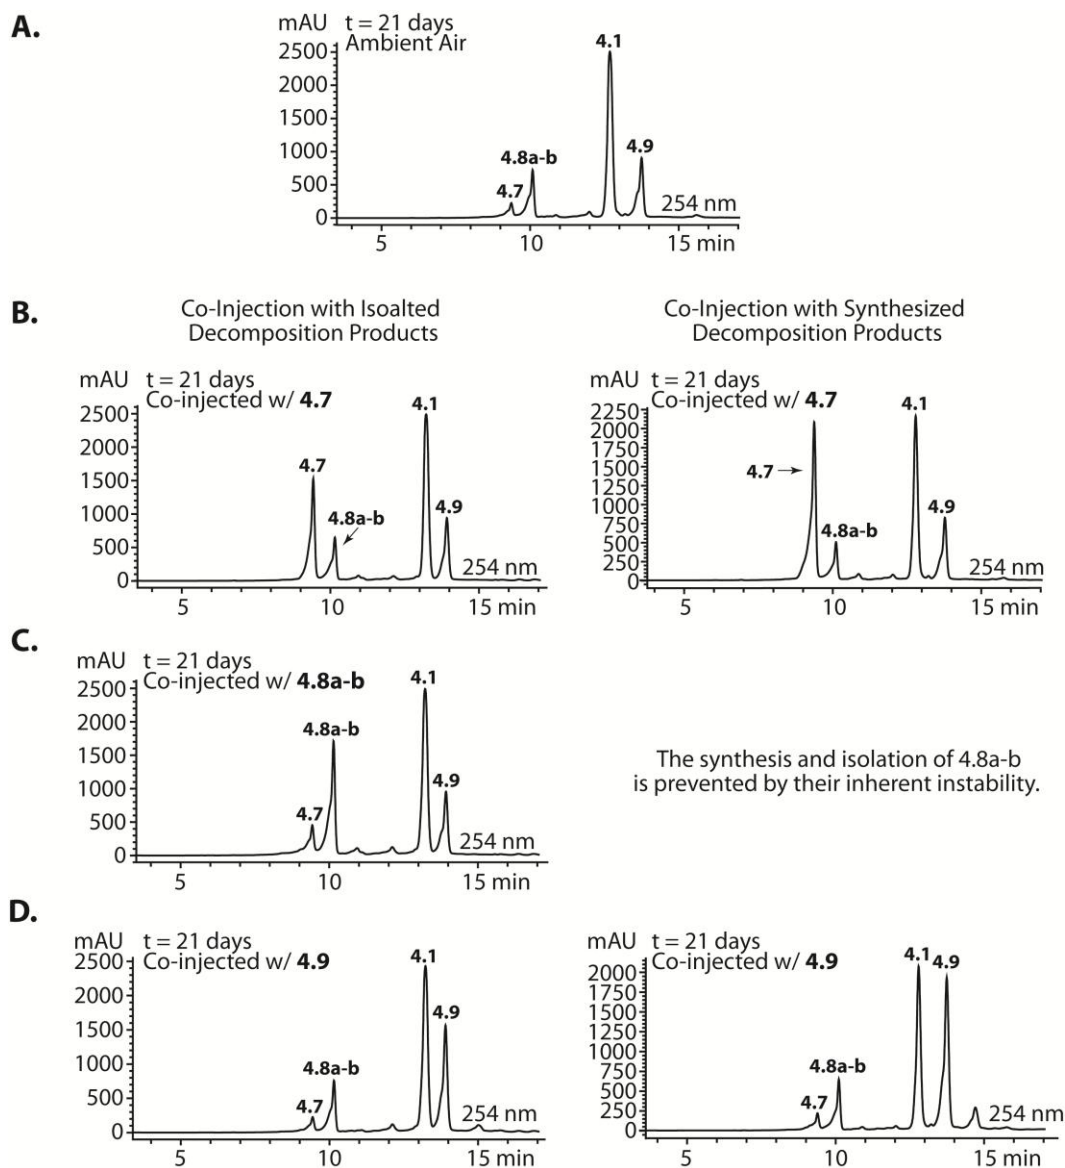 A.
mAU t = 21 days
Ambient Air
2500
2000
1500
1000
500
0
4.7
4.8a-b
4.1
4.9
254 nm
5 10 15 min
B.
Co-Injection with Isoalted
Decomposition Products
mAU t = 21 days
Co-injected w/ 4.7
2500
2000
1500
1000
500
0
4.7
4.8a-b
4.1
4.9
254 nm
5 10 15 min
Co-Injection with Synthesized
Decomposition Products
mAU t = 21 days
Co-injected w/ 4.7
2250
2000
1750
1500
1250
1000
750
500
250
0
4.7
4.8a-b
4.1
4.9
254 nm
5 10 15 min
C.
mAU t = 21 days
Co-injected w/ 4.8a-b
2500
2000
1500
1000
500
0
4.7
4.8a-b
4.1
4.9
254 nm
5 10 15 min
The synthesis and isolation of 4.8a-b
is prevented by their inherent instability.
D.
mAU t = 21 days
Co-injected w/ 4.9
2500
2000
1500
1000
500
0
4.7
4.8a-b
4.1
4.9
254 nm
5 10 15 min
mAU t = 21 days
Co-injected w/ 4.9
2000
1750
1500
1250
1000
750
500
250
0
4.7
4.8a-b
4.1 4.9
254 nm
5 10 15 min